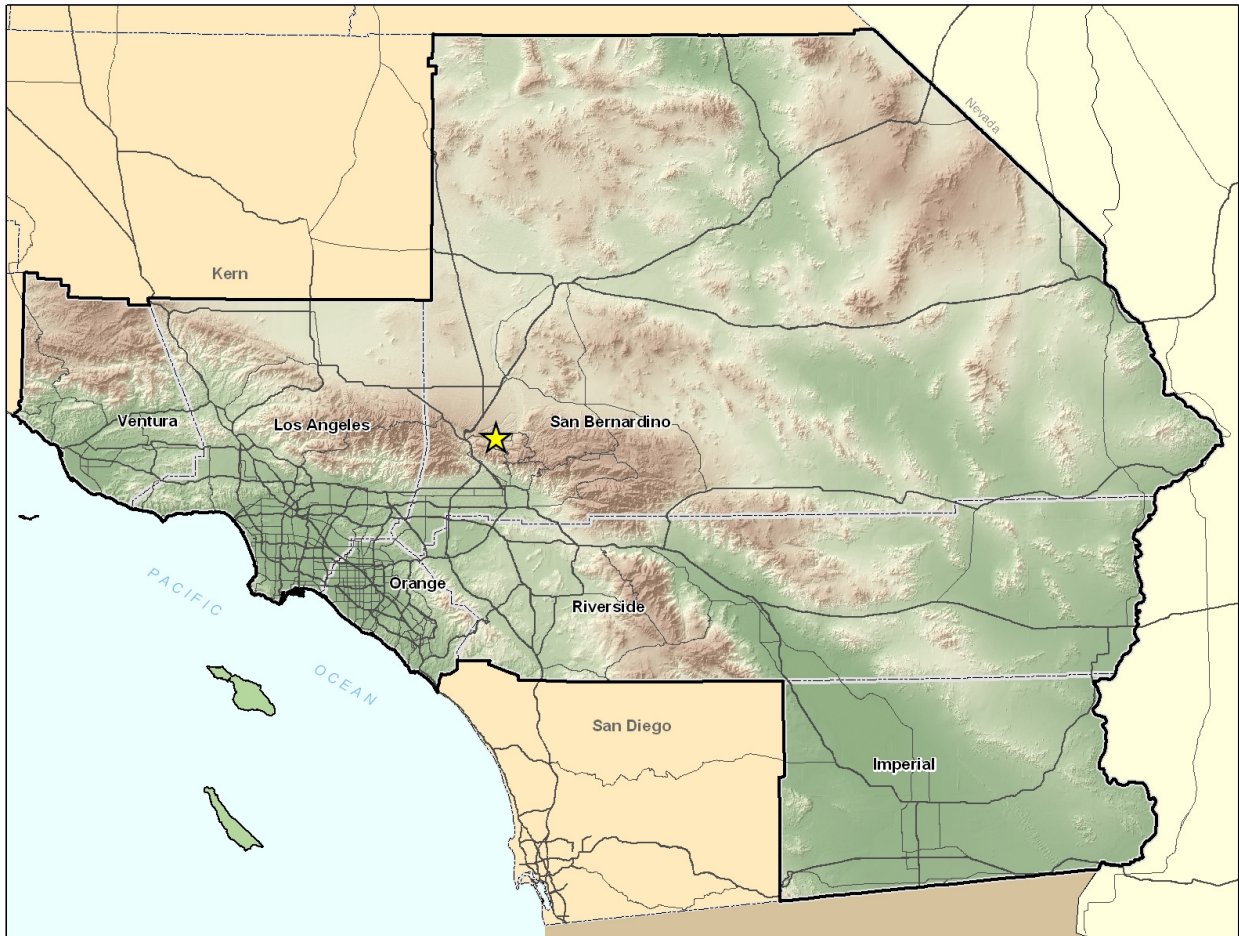 Nevada
Kern
Ventura
Los Angeles
San Bernardino
Orange
Riverside
PACIFIC
OCEAN
San Diego
Imperial